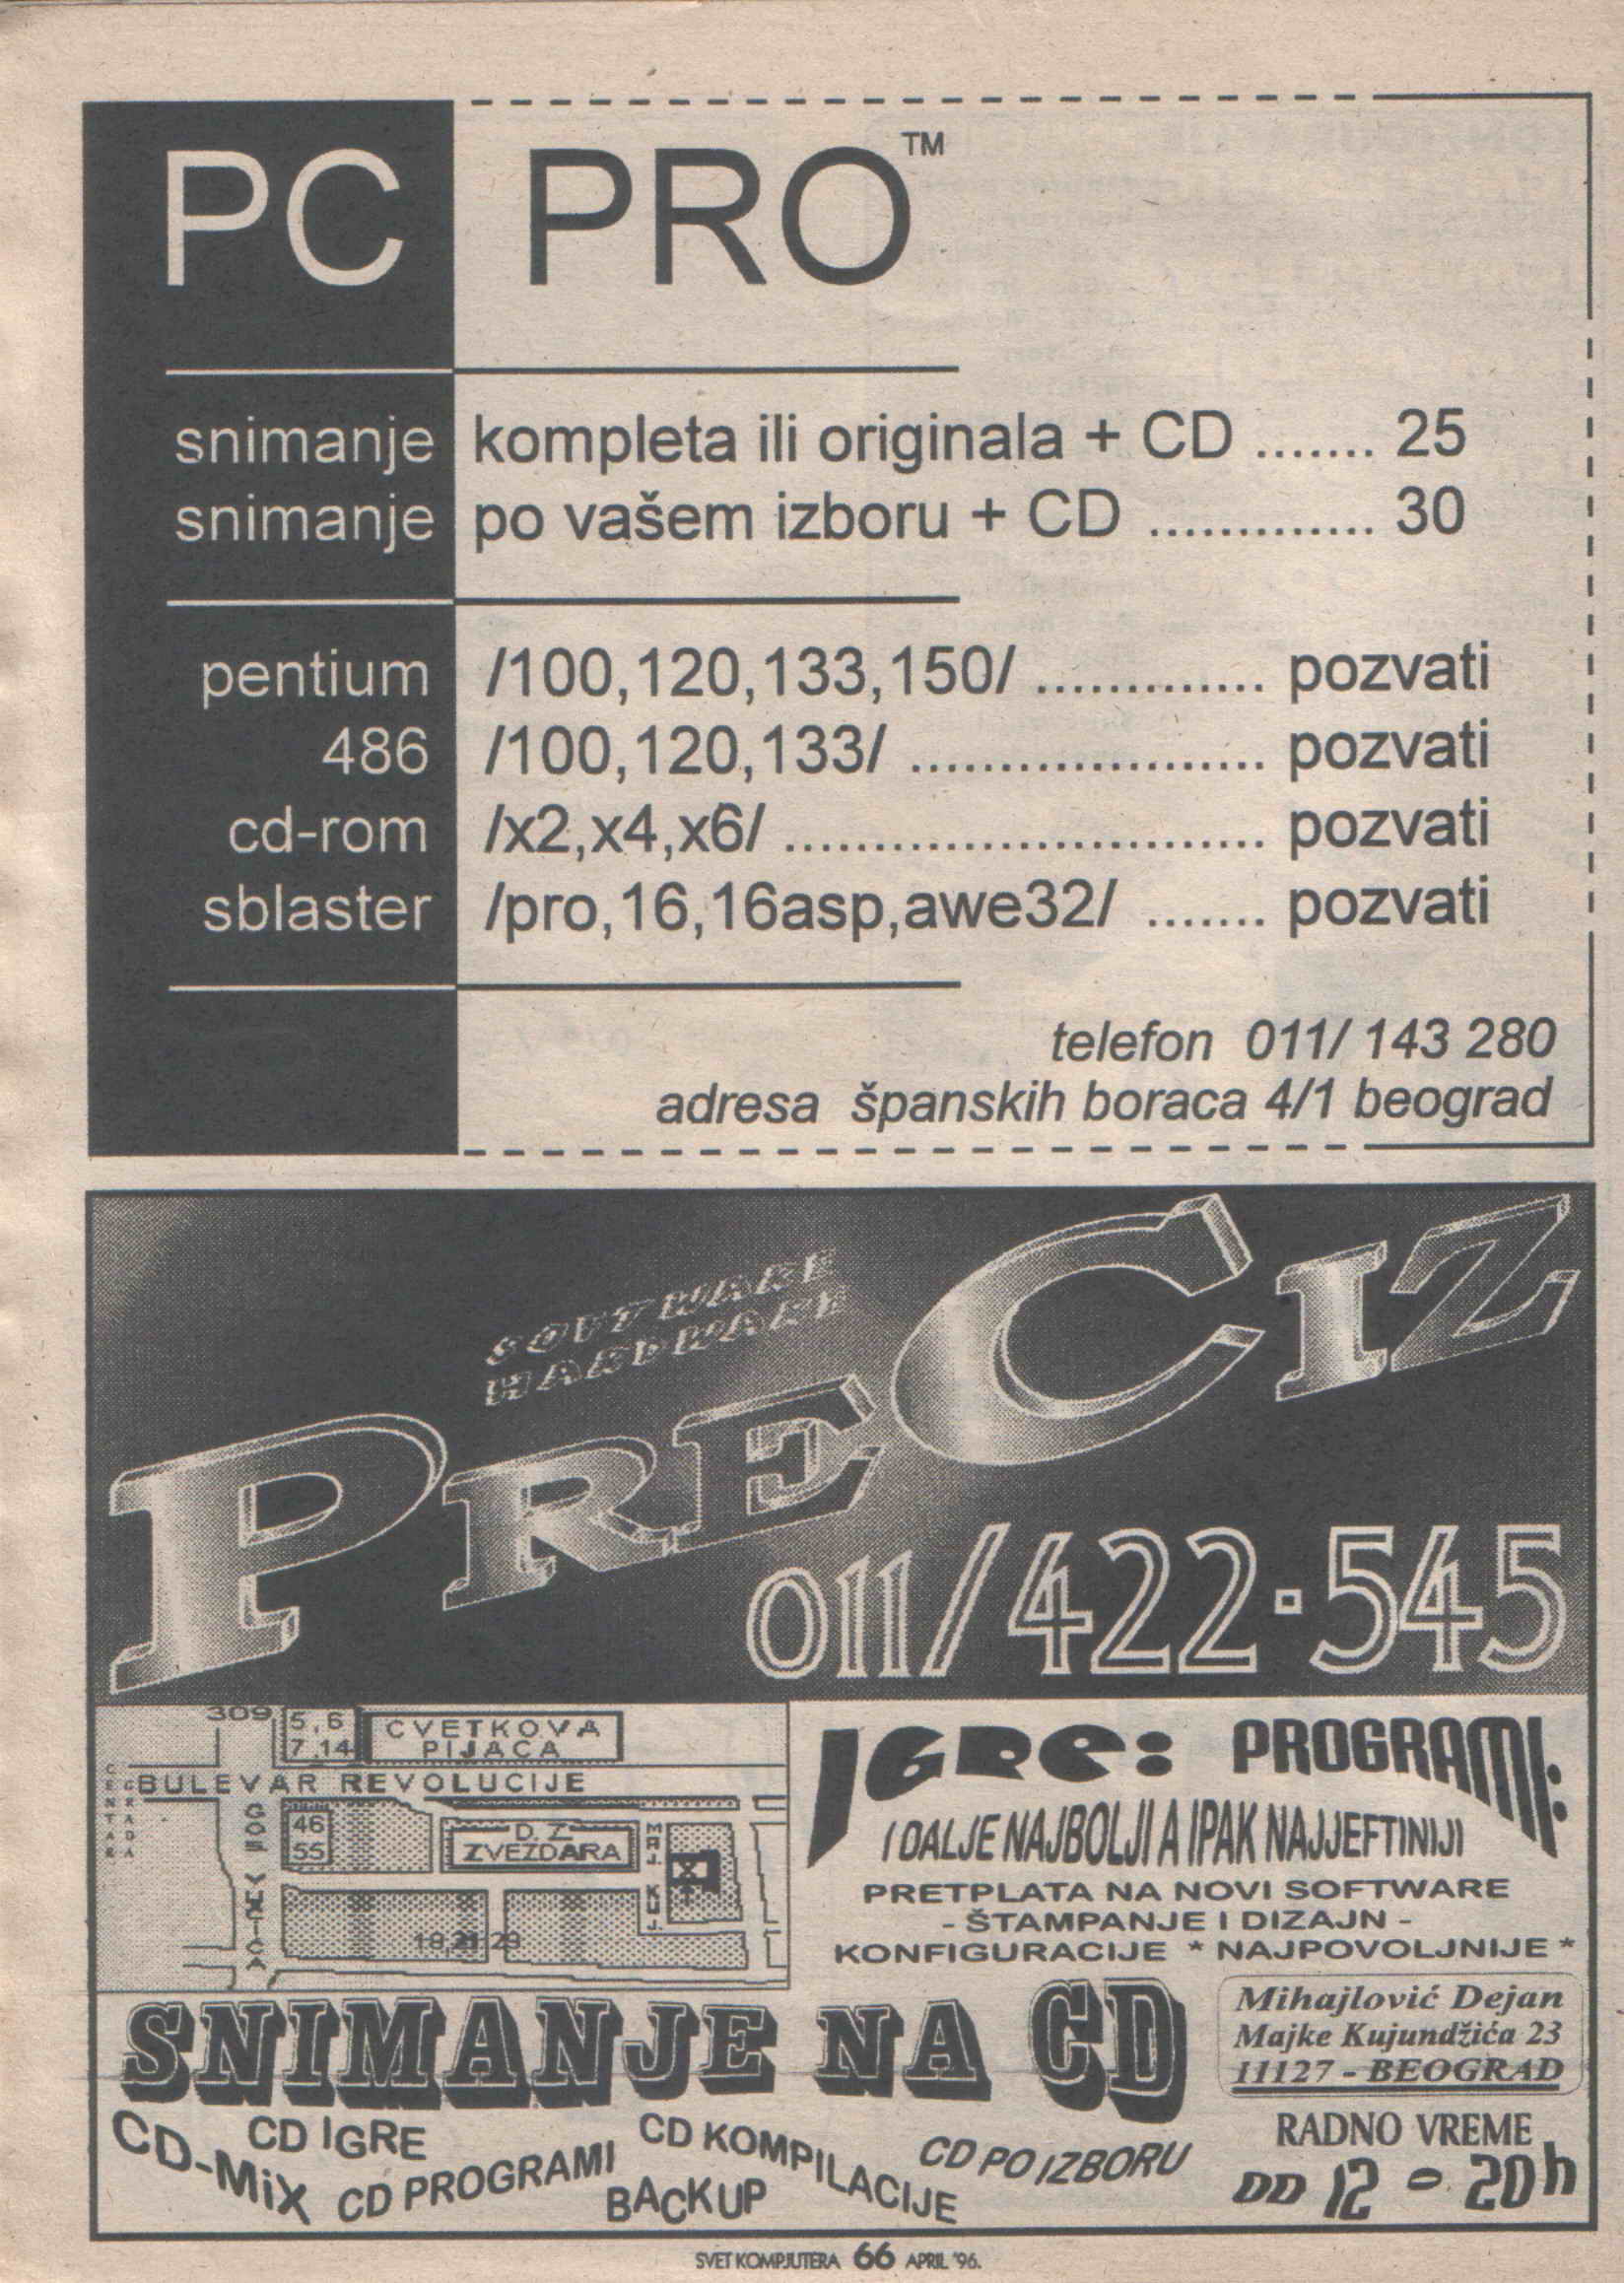 PC PRO™
snimanje kompleta ili originala + CD ....... 25
snimanje po vašem izboru + CD ............. 30
pentium /100,120,133,150/ ............. pozvati
486 /100,120,133/ .................... pozvati
cd-rom /x2,x4,x6/ ........................... pozvati
sblaster /pro,16,16asp,awe32/ ....... pozvati
telefon 011/ 143 280
adresa španskih boraca 4/1 beograd
SOFTWARE
HARDWARE
PRECIZ
011/422-545
309
5,6
7,14
CVETKOVA
PIJACA
BULEVAR REVOLUCIJE
CENTAR
GRADA
46
55
D.Z.
ZVEZDARA
MAJ. KUJ.
19,21,29
IGRE: PROGRAMI:
I DALJE NAJBOLJI A IPAK NAJJEFTINIJI
PRETPLATA NA NOVI SOFTWARE
- ŠTAMPANJE I DIZAJN -
KONFIGURACIJE * NAJPOVOLJNIJE *
SNIMANJE NA CD
Mihajlović Dejan
Majke Kujundžića 23
11127 - BEOGRAD
CD-MiX
CD IGRE
CD PROGRAMI
CD KOMPILACIJE
BACKUP
CD PO IZBORU
RADNO VREME
OD 12 - 20h
SVET KOMPJUTERA 66 APRIL '96.